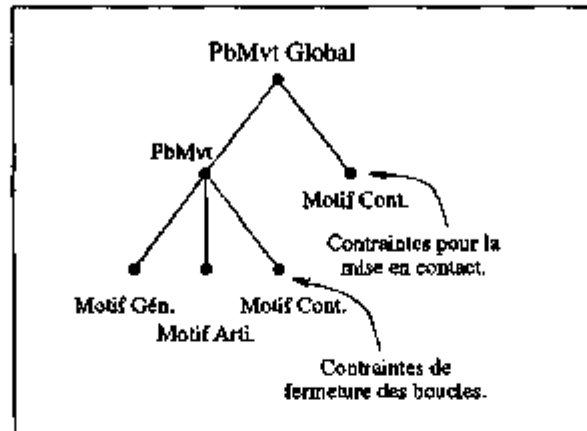 PbMvt Global
PbMvt
Motif Cont.
Contraintes pour la
mise en contact.
Motif Gén.
Motif Cont.
Motif Arti.
Contraintes de
fermeture des boucles.